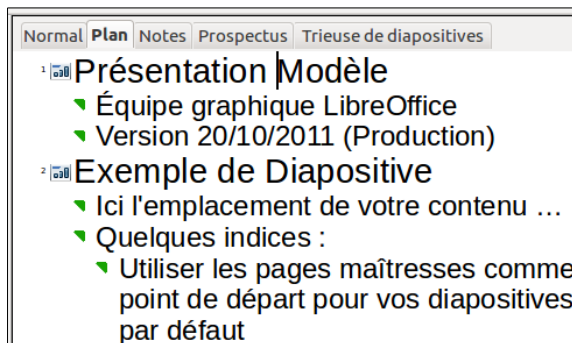 Normal Plan Notes Prospectus Trieuse de diapositives
1 Présentation Modèle
Équipe graphique LibreOffice
Version 20/10/2011 (Production)
2 Exemple de Diapositive
Ici l'emplacement de votre contenu …
Quelques indices :
Utiliser les pages maîtresses comme
point de départ pour vos diapositives
par défaut